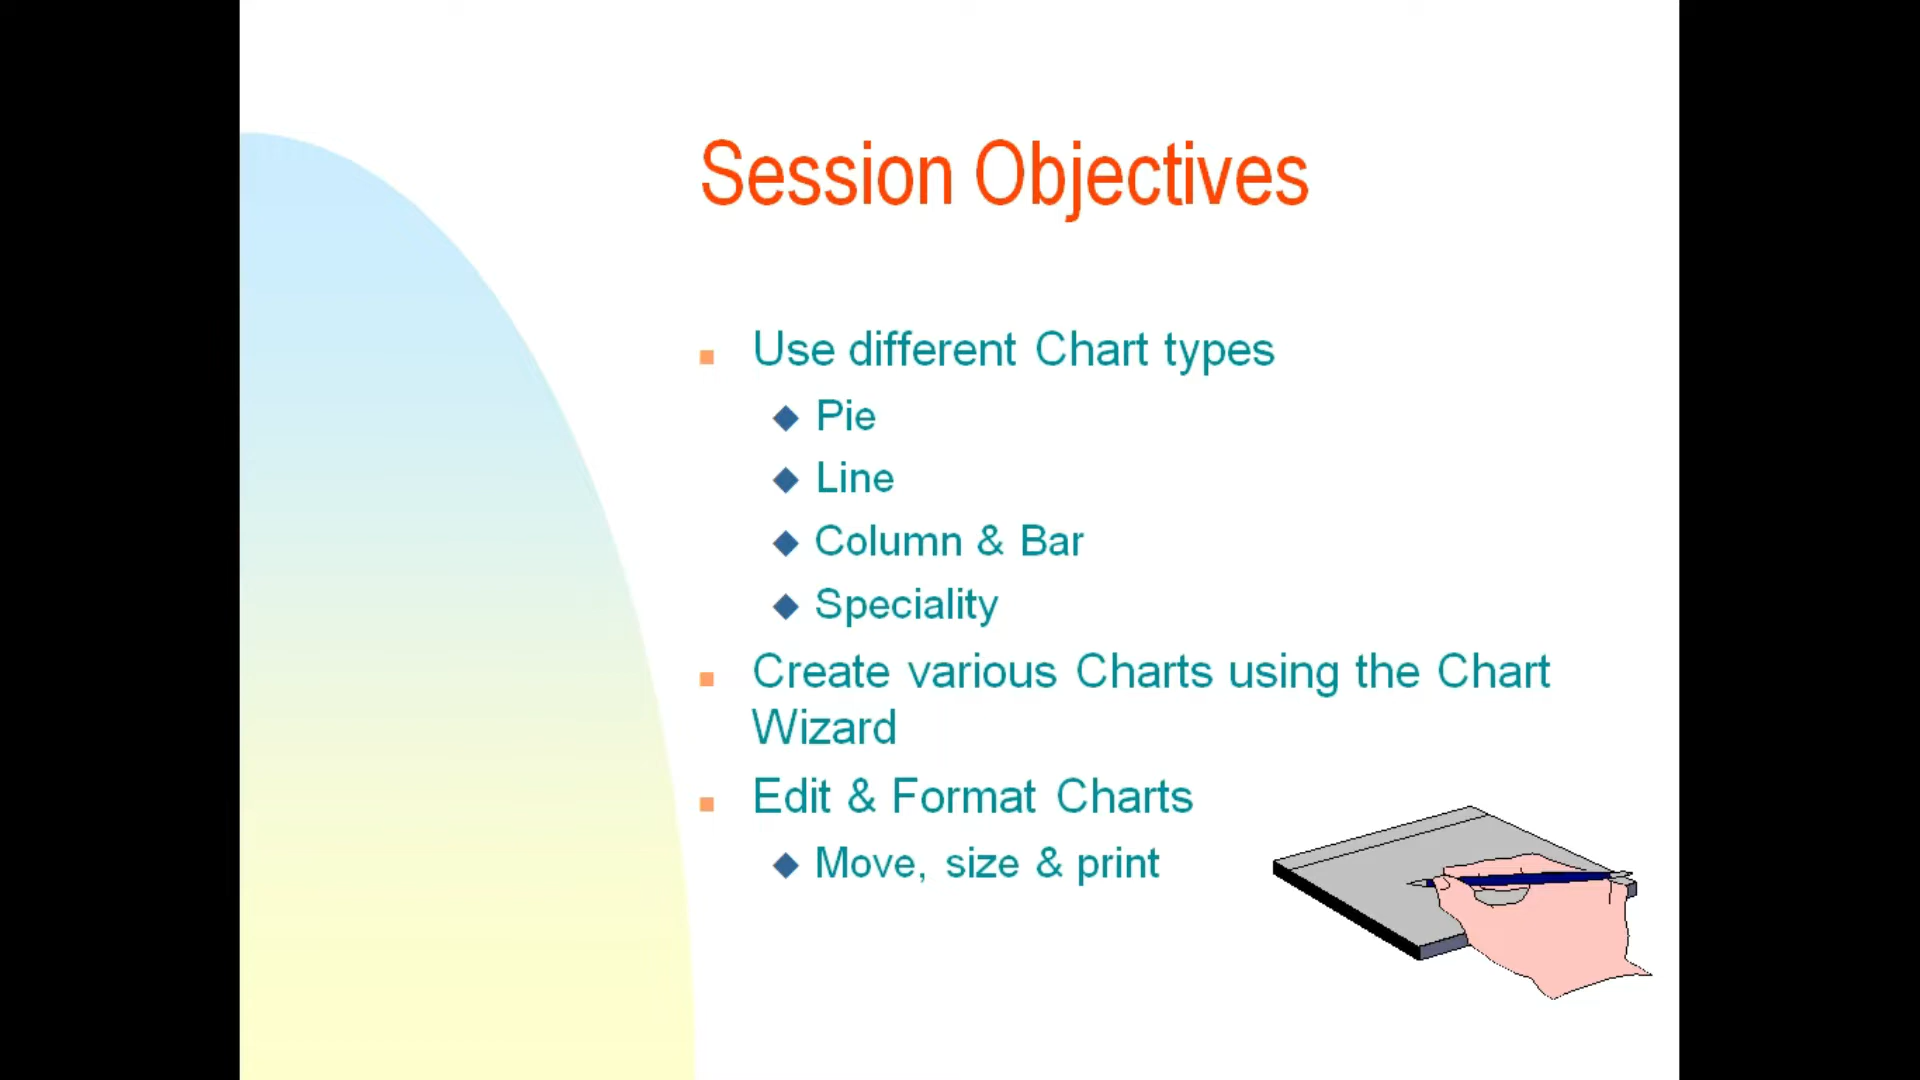 Session Objectives
Use different Chart types
Pie
Line
Column & Bar
Speciality
Create various Charts using the Chart
Wizard
Edit & Format Charts
Move, size & print